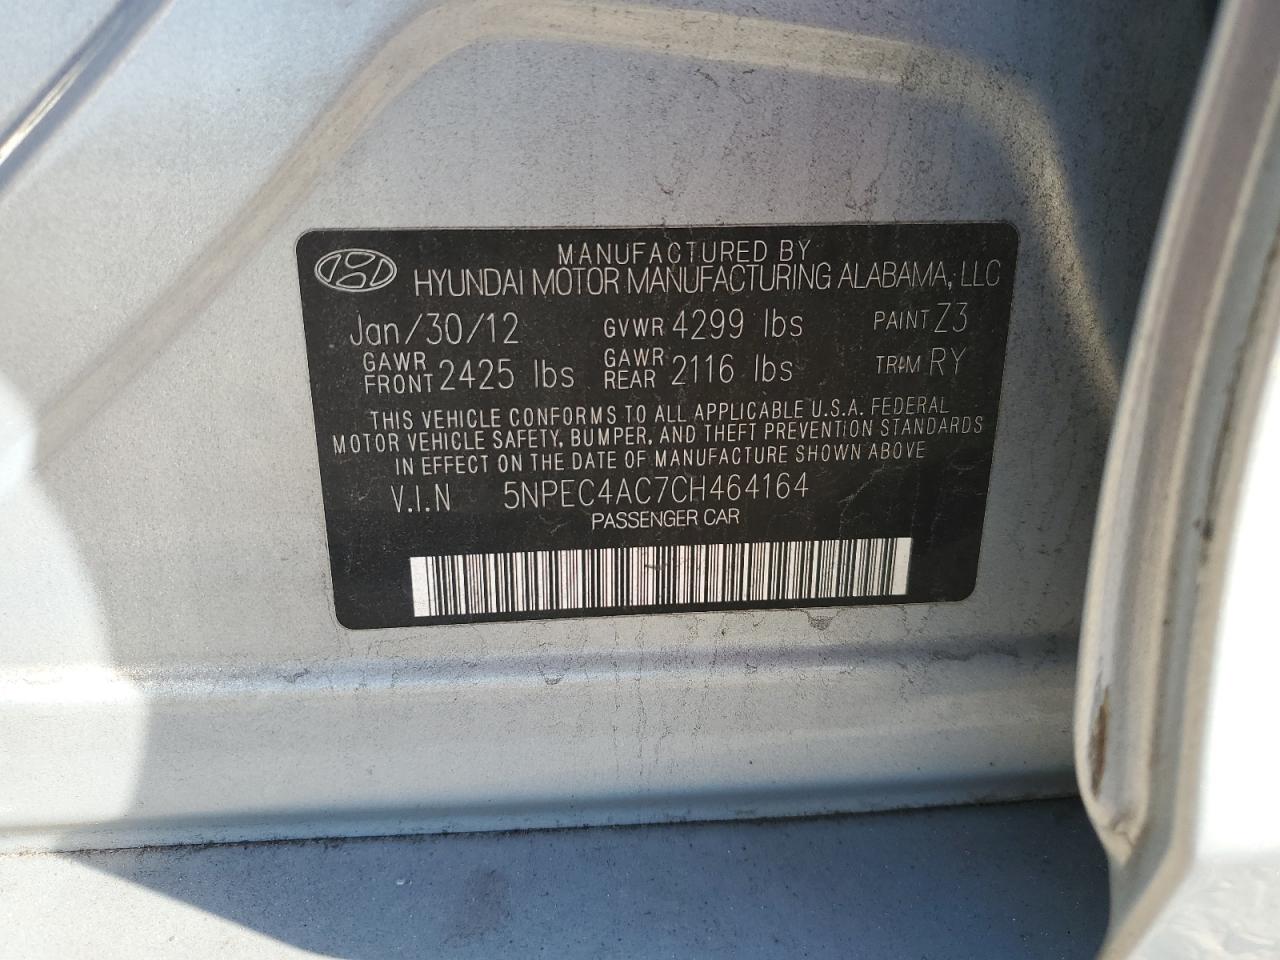 MANUFACTURED BY
HYUNDAI MOTOR MANUFACTURING ALABAMA, LLC
Jan/30/12 GVWR 4299 lbs PAINT Z3
GAWR FRONT 2425 lbs GAWR REAR 2116 lbs TRIM RY
THIS VEHICLE CONFORMS TO ALL APPLICABLE U.S.A. FEDERAL
MOTOR VEHICLE SAFETY, BUMPER, AND THEFT PREVENTION STANDARDS
IN EFFECT ON THE DATE OF MANUFACTURE SHOWN ABOVE
V.I.N 5NPEC4AC7CH464164
PASSENGER CAR